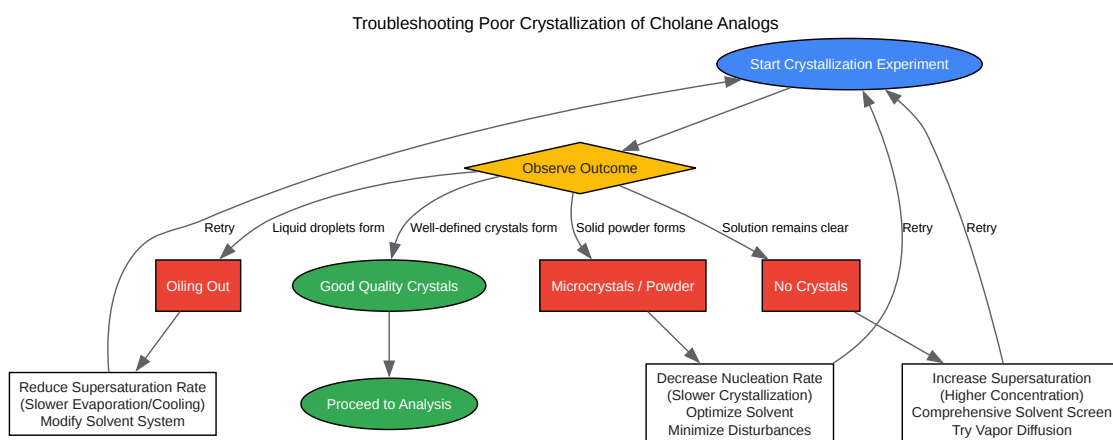 Troubleshooting Poor Crystallization of Cholane Analogs
Start Crystallization Experiment
Observe Outcome
Retry
Liquid droplets form
Well-defined crystals form
Solid powder forms
Solution remains clear
Retry
Retry
Oiling Out
Good Quality Crystals
Microcrystals / Powder
No Crystals
Reduce Supersaturation Rate
(Slower Evaporation/Cooling)
Modify Solvent System
Proceed to Analysis
Decrease Nucleation Rate
(Slower Crystallization)
Optimize Solvent
Minimize Disturbances
Increase Supersaturation
(Higher Concentration)
Comprehensive Solvent Screen
Try Vapor Diffusion